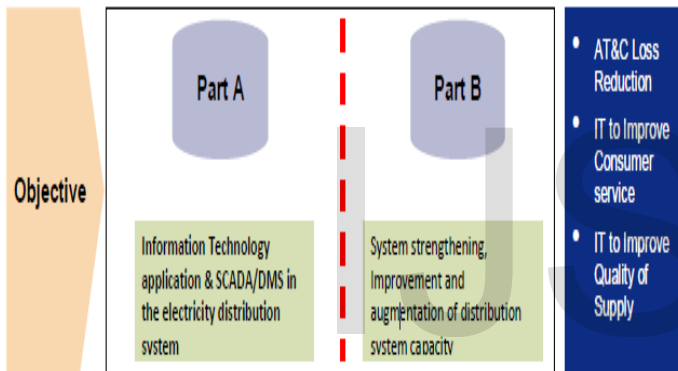 Objective
Part A
Information Technology
application & SCADA/DMS in
the electricity distribution
system
Part B
System strengthening,
Improvement and
augmentation of distribution
system capacity
• AT&C Loss
Reduction
• IT to Improve
Consumer
service
• IT to Improve
Quality of
Supply
IJS